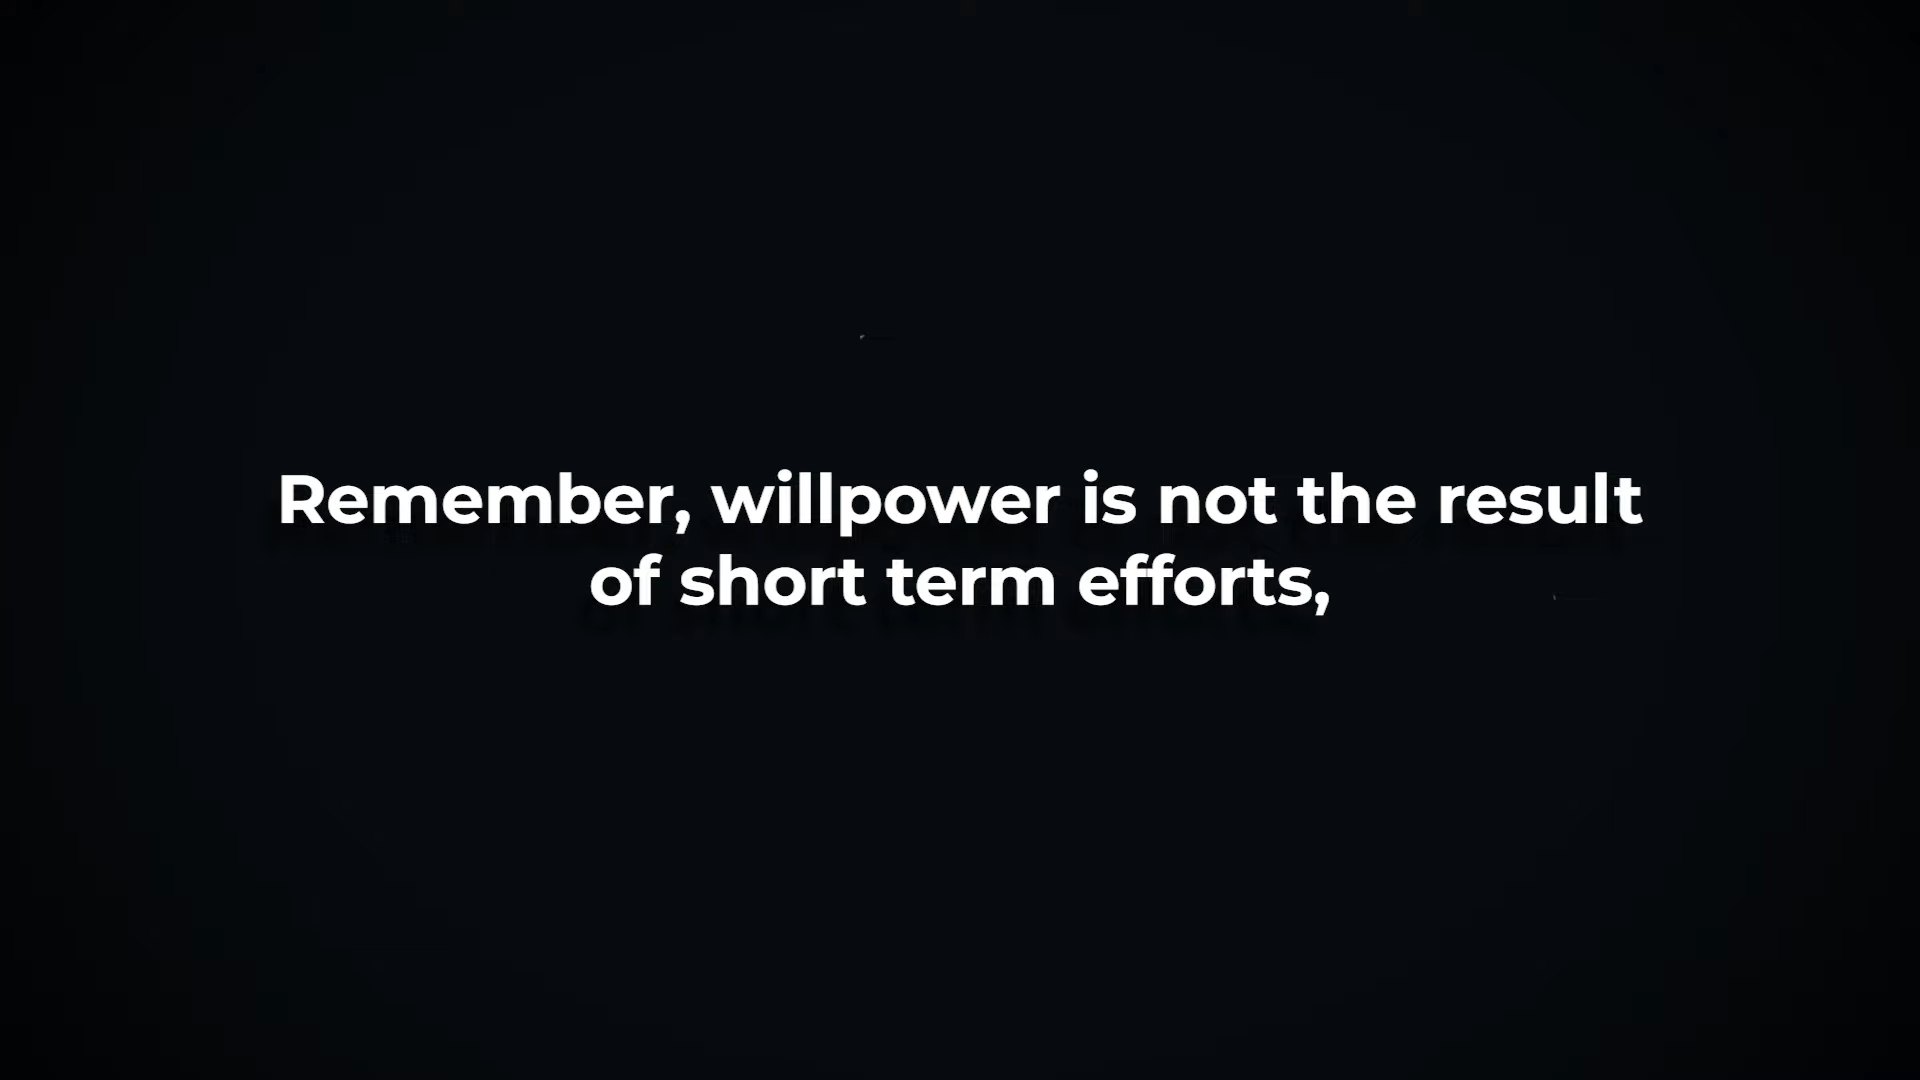 Remember, willpower is not the result
of short term efforts,